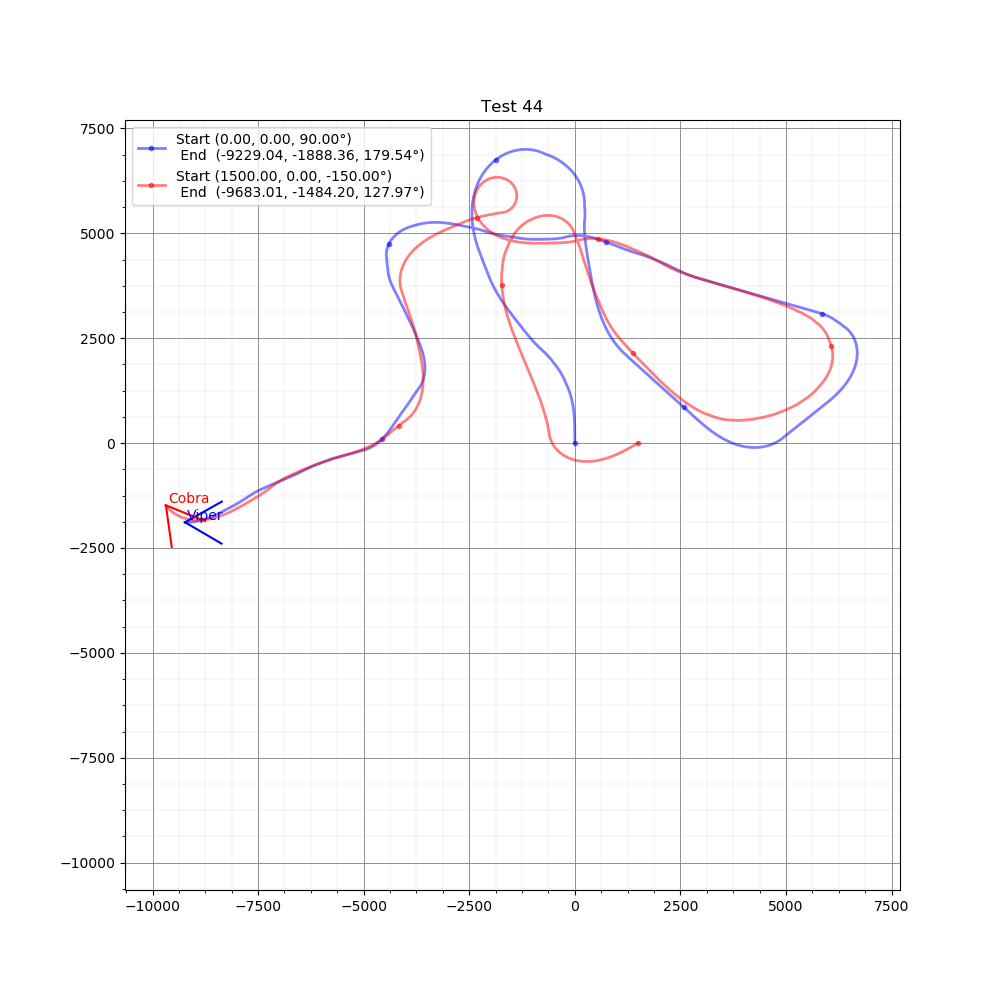 Test 44
Start (0.00, 0.00, 90.00°)
End (-9229.04, -1888.36, 179.54°)
Start (1500.00, 0.00, -150.00°)
End (-9683.01, -1484.20, 127.97°)
7500
5000
2500
0
−2500
−5000
−7500
−10000
Cobra
Viper
−10000 −7500 −5000 −2500 0 2500 5000 7500